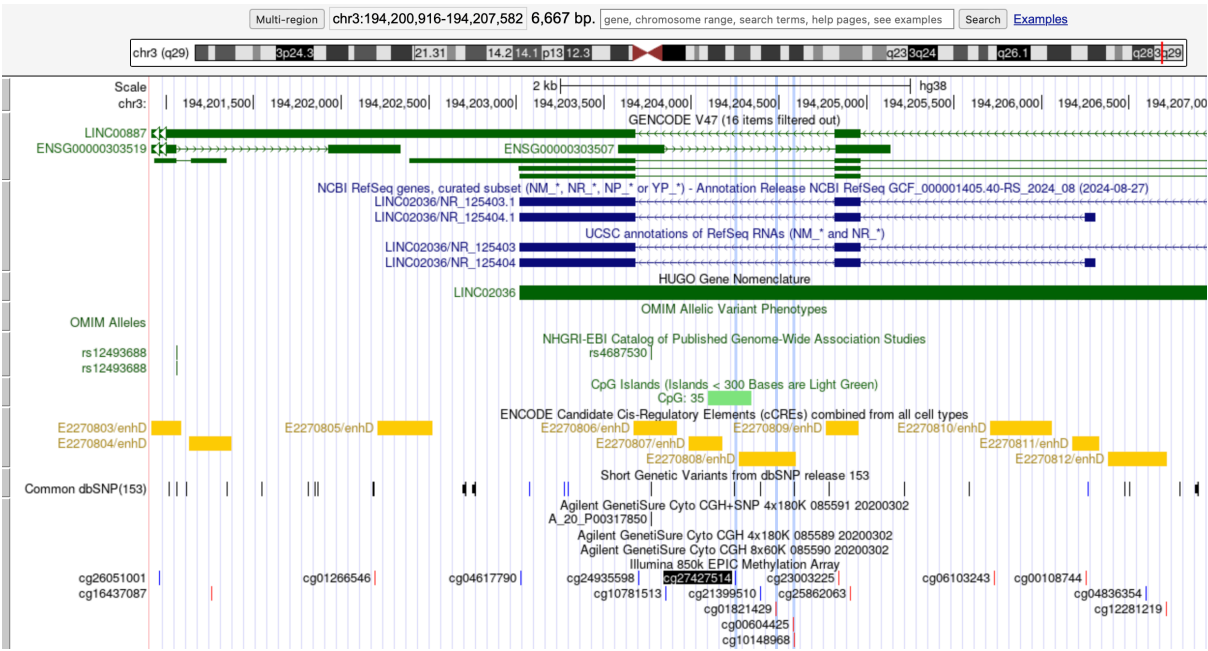 Multi-region chr3:194,200,916-194,207,582 6,667 bp. gene, chromosome range, search terms, help pages, see examples Search Examples
chr3 (q29) 3p24.3 21.31 14.2 14.1 p13 12.3 q23 3q24 q26.1 q28 3q29
Scale 2 kb hg38
chr3: 194,201,500 194,202,000 194,202,500 194,203,000 194,203,500 194,204,000 194,204,500 194,205,000 194,205,500 194,206,000 194,206,500 194,207,0
GENCODE V47 (16 items filtered out)
LINC00887
ENSG00000303519 ENSG00000303507
NCBI RefSeq genes, curated subset (NM_*, NR_*, NP_* or YP_*) - Annotation Release NCBI RefSeq GCF_000001405.40-RS_2024_08 (2024-08-27)
LINC02036/NR_125403.1
LINC02036/NR_125404.1
UCSC annotations of RefSeq RNAs (NM_* and NR_*)
LINC02036/NR_125403
LINC02036/NR_125404
HUGO Gene Nomenclature
LINC02036
OMIM Allelic Variant Phenotypes
OMIM Alleles
NHGRI-EBI Catalog of Published Genome-Wide Association Studies
rs12493688 rs4687530
rs12493688
CpG Islands (Islands < 300 Bases are Light Green)
CpG: 35
ENCODE Candidate Cis-Regulatory Elements (cCREs) combined from all cell types
E2270803/enhD E2270805/enhD E2270806/enhD E2270809/enhD E2270810/enhD
E2270804/enhD E2270807/enhD E2270811/enhD
E2270808/enhD E2270812/enhD
Short Genetic Variants from dbSNP release 153
Common dbSNP(153)
Agilent GenetiSure Cyto CGH+SNP 4x180K 085591 20200302
A_20_P00317850
Agilent GenetiSure Cyto CGH 4x180K 085589 20200302
Agilent GenetiSure Cyto CGH 8x60K 085590 20200302
Illumina 850k EPIC Methylation Array
cg26051001 cg01266546 cg04617790 cg24935598 cg27427514 cg23003225 cg06103243 cg00108744
cg16437087 cg10781513 cg21399510 cg25862063 cg04836354
cg01821429 cg12281219
cg00604425
cg10148968